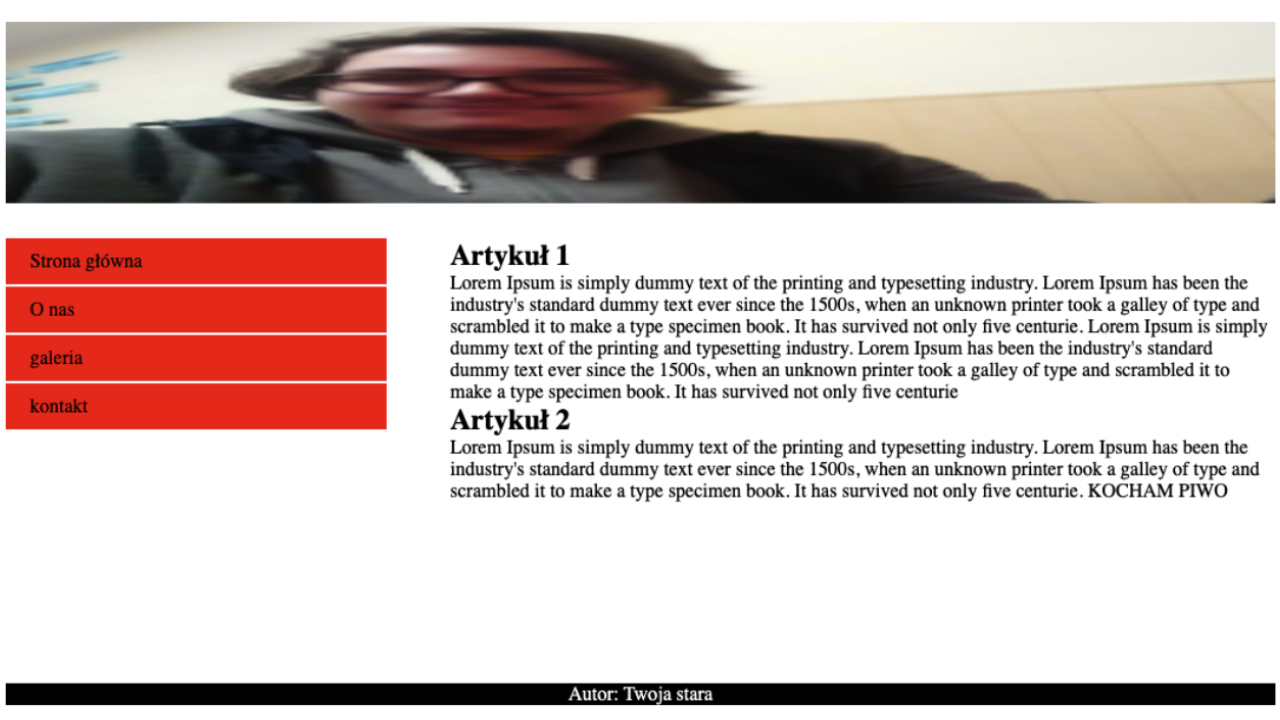 Strona główna
O nas
galeria
kontakt
Artykuł 1
Lorem Ipsum is simply dummy text of the printing and typesetting industry. Lorem Ipsum has been the
industry's standard dummy text ever since the 1500s, when an unknown printer took a galley of type and
scrambled it to make a type specimen book. It has survived not only five centurie. Lorem Ipsum is simply
dummy text of the printing and typesetting industry. Lorem Ipsum has been the industry's standard
dummy text ever since the 1500s, when an unknown printer took a galley of type and scrambled it to
make a type specimen book. It has survived not only five centurie
Artykuł 2
Lorem Ipsum is simply dummy text of the printing and typesetting industry. Lorem Ipsum has been the
industry's standard dummy text ever since the 1500s, when an unknown printer took a galley of type and
scrambled it to make a type specimen book. It has survived not only five centurie. KOCHAM PIWO
Autor: Twoja stara